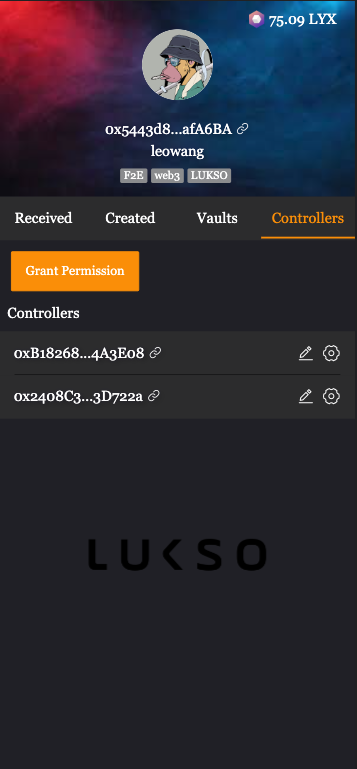 75.09 LYX
0x5443d8...afA6BA
leowang
F2E web3 LUKSO
Received Created Vaults Controllers
Grant Permission
Controllers
0xB18268...4A3E08
0x2408C3...3D722a
LUKSO